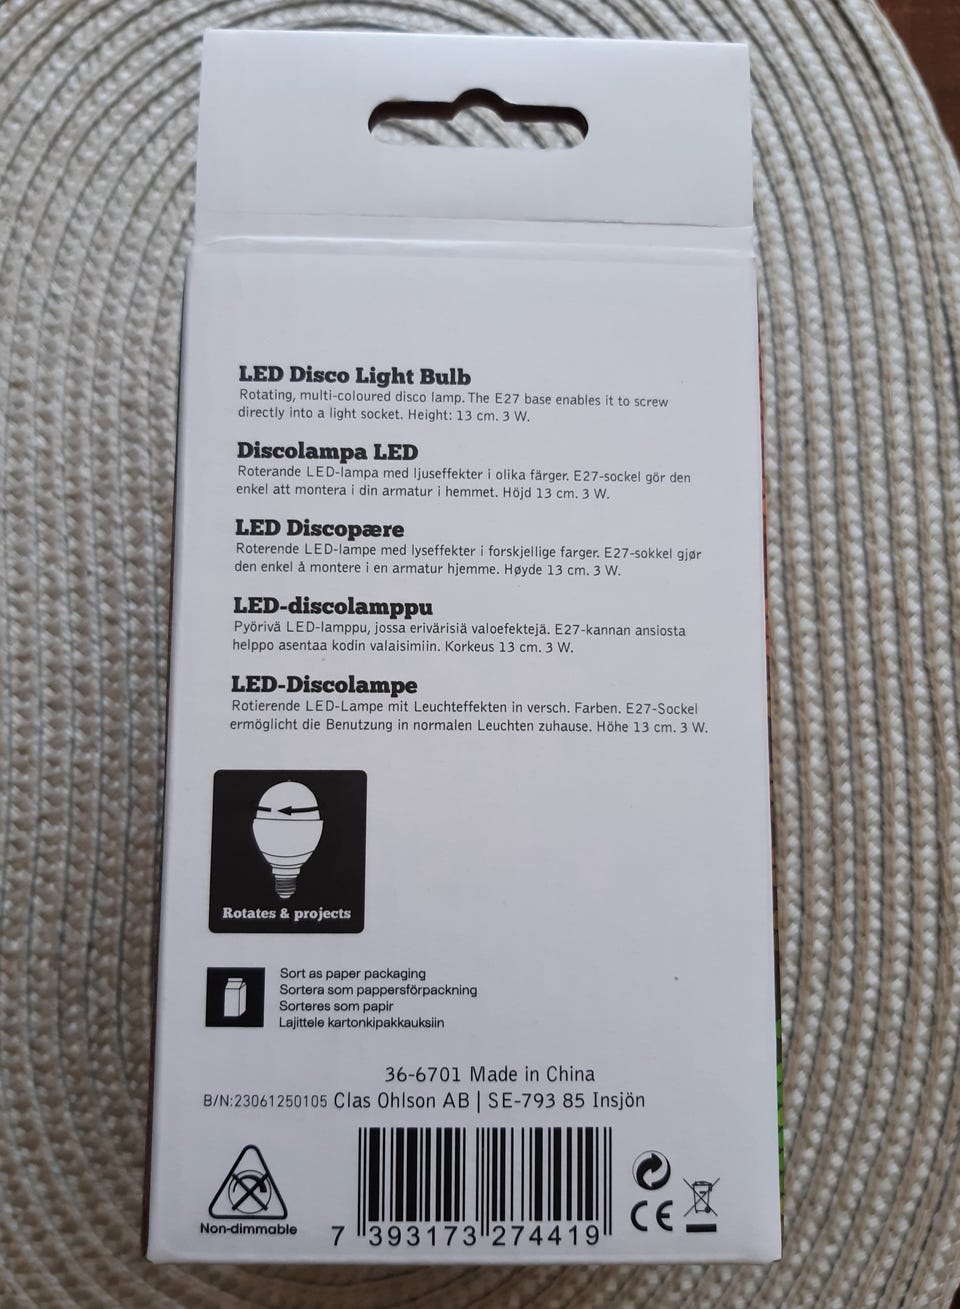 LED Disco Light Bulb
Rotating, multi-coloured disco lamp. The E27 base enables it to screw
directly into a light socket. Height: 13 cm. 3 W.
Discolampa LED
Roterande LED-lampa med ljuseffekter i olika färger. E27-sockel gör den
enkel att montera i din armatur i hemmet. Höjd 13 cm. 3 W.
LED Discopære
Roterende LED-lampe med lyseffekter i forskjellige farger. E27-sokkel gjør
den enkel å montere i en armatur hjemme. Høyde 13 cm. 3 W.
LED-discolamppu
Pyörivä LED-lamppu, jossa erivärisiä valoefektejä. E27-kannan ansiosta
helppo asentaa kodin valaisimiin. Korkeus 13 cm. 3 W.
LED-Discolampe
Rotierende LED-Lampe mit Leuchteffekten in versch. Farben. E27-Sockel
ermöglicht die Benutzung in normalen Leuchten zuhause. Höhe 13 cm. 3 W.
Rotates & projects
Sort as paper packaging
Sortera som pappersförpackning
Sorteres som papir
Lajittele kartonkipakkauksiin
36-6701 Made in China
B/N:23061250105 Clas Ohlson AB | SE-793 85 Insjön
Non-dimmable
7 393173 274419
CE